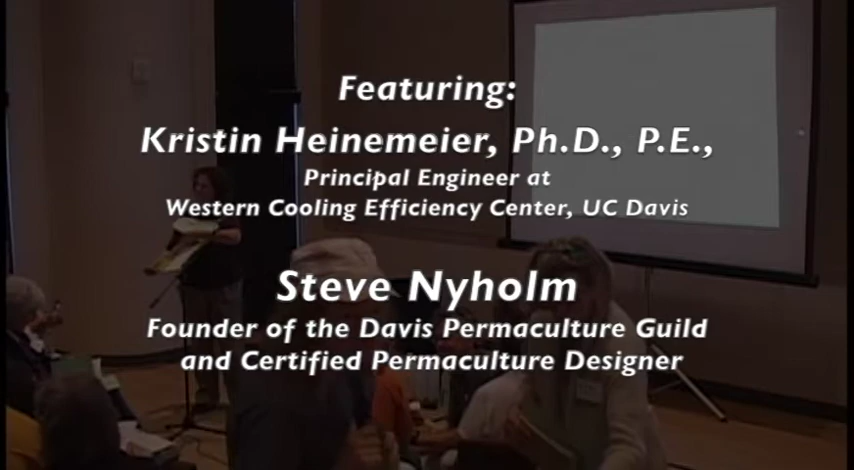 Featuring:
Kristin Heinemeier, Ph.D., P.E.,
Principal Engineer at
Western Cooling Efficiency Center, UC Davis
Steve Nyholm
Founder of the Davis Permaculture Guild
and Certified Permaculture Designer